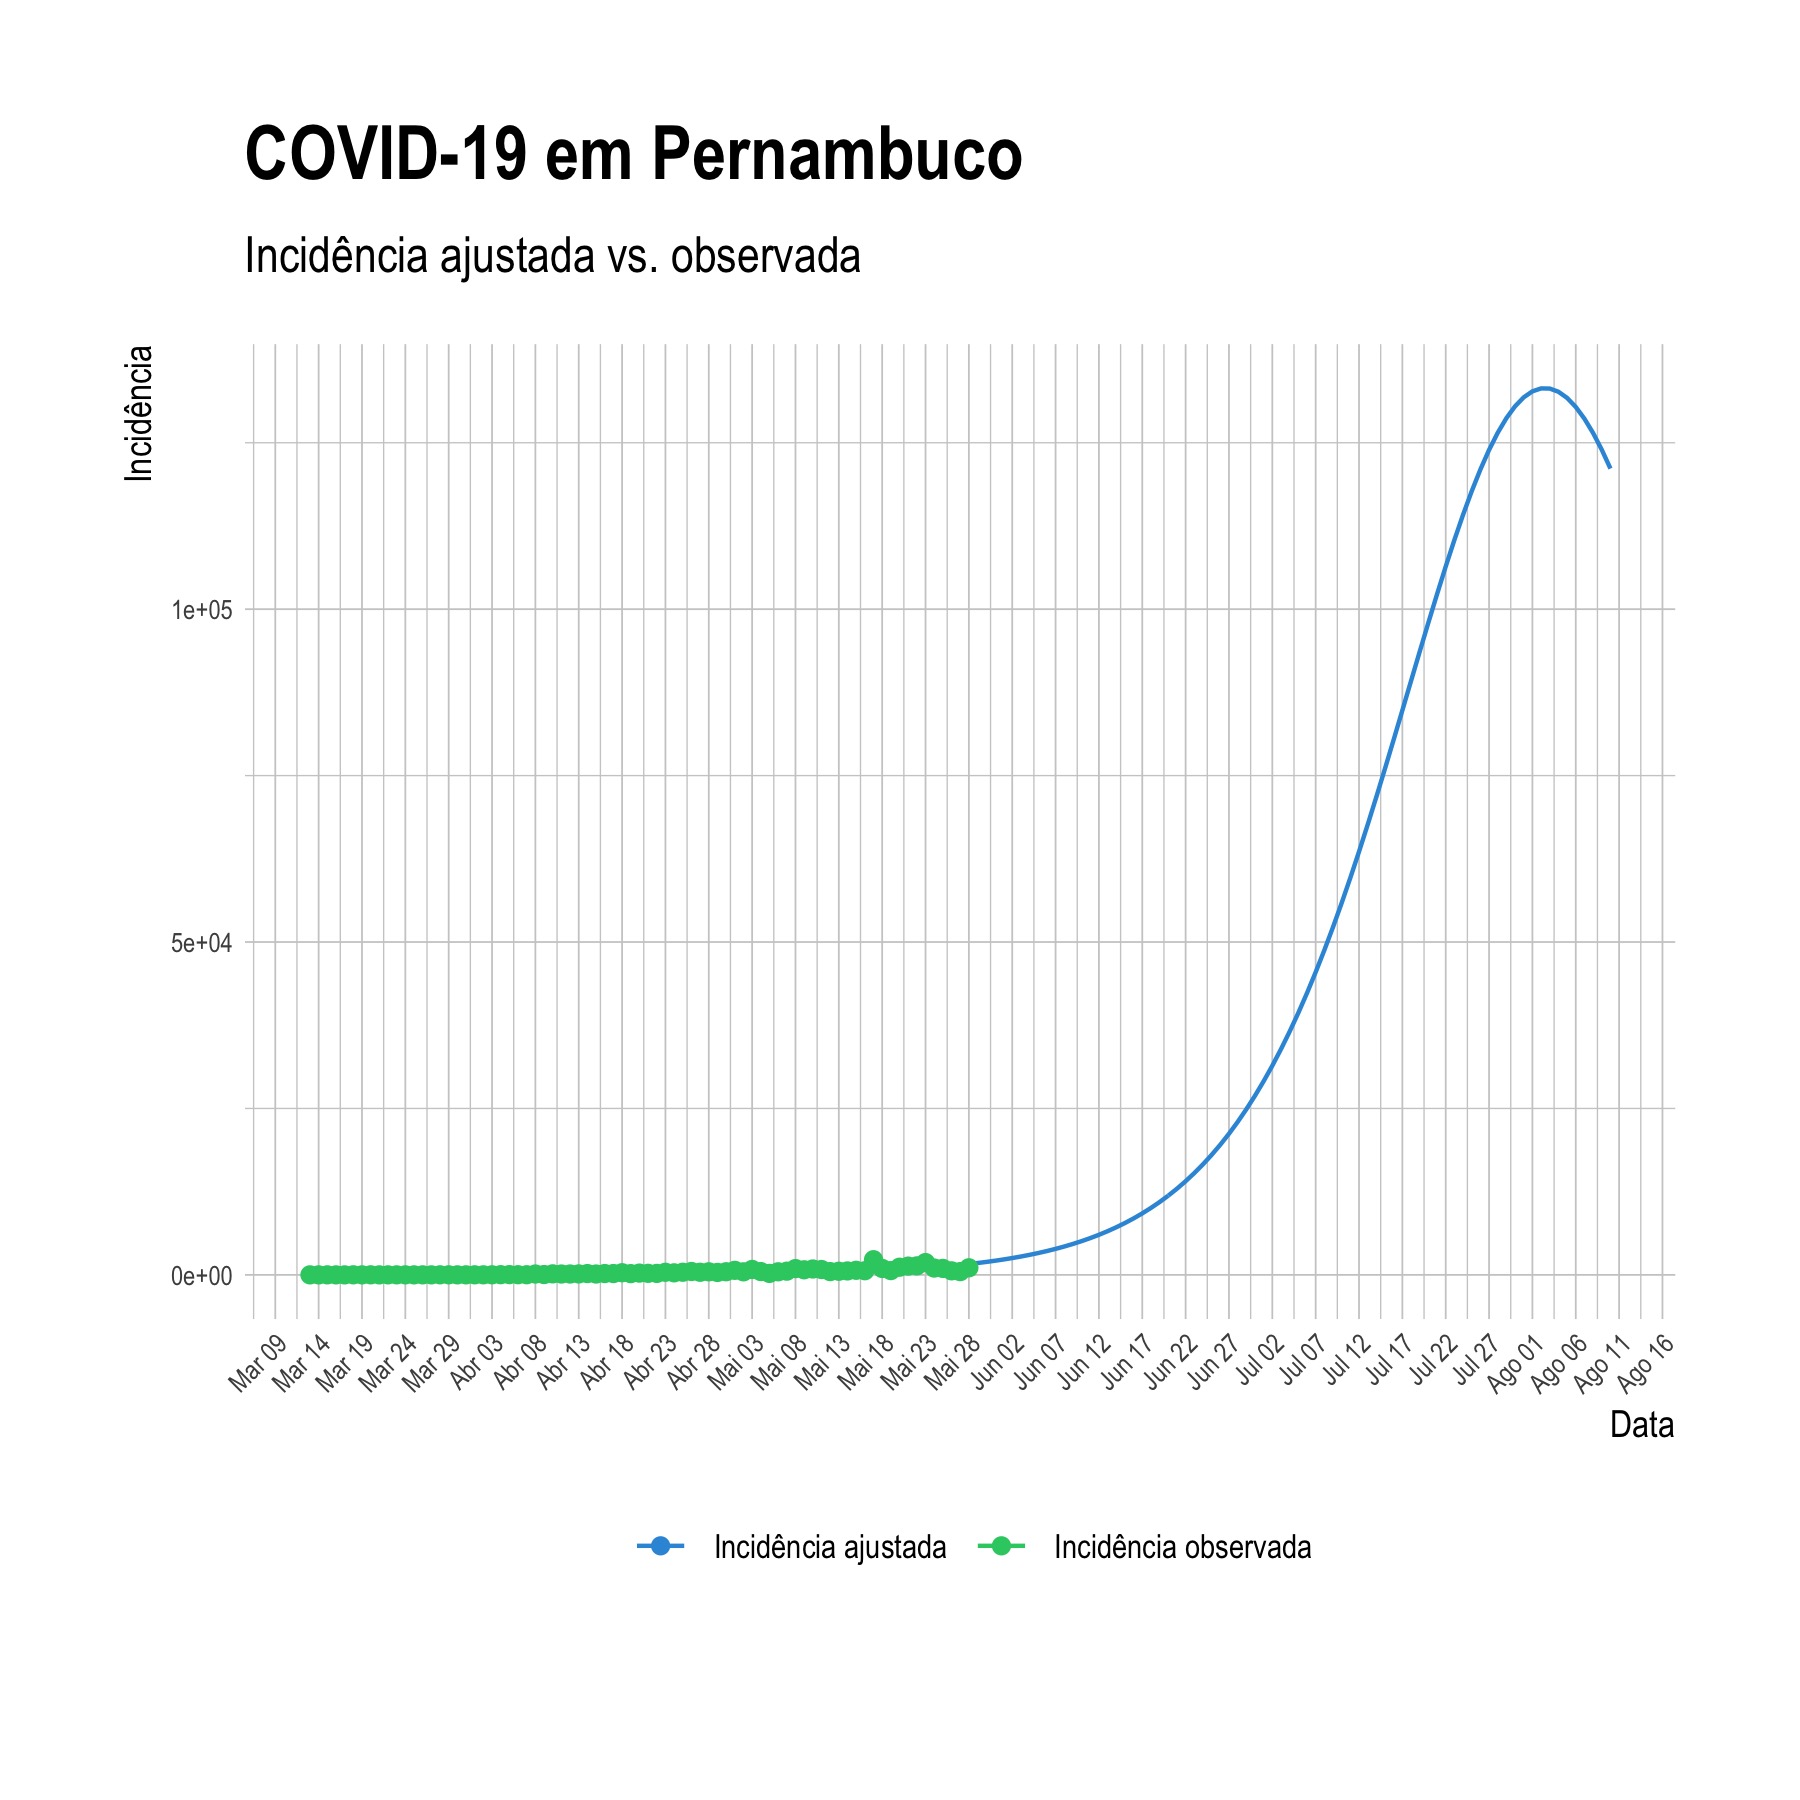 COVID-19 em Pernambuco
Incidência ajustada vs. observada
Incidência
1e+05
5e+04
0e+00
Mar 09
Mar 14
Mar 19
Mar 24
Mar 29
Abr 03
Abr 08
Abr 13
Abr 18
Abr 23
Abr 28
Mai 03
Mai 08
Mai 13
Mai 18
Mai 23
Mai 28
Jun 02
Jun 07
Jun 12
Jun 17
Jun 22
Jun 27
Jul 02
Jul 07
Jul 12
Jul 17
Jul 22
Jul 27
Ago 01
Ago 06
Ago 11
Ago 16
Data
Incidência ajustada
Incidência observada